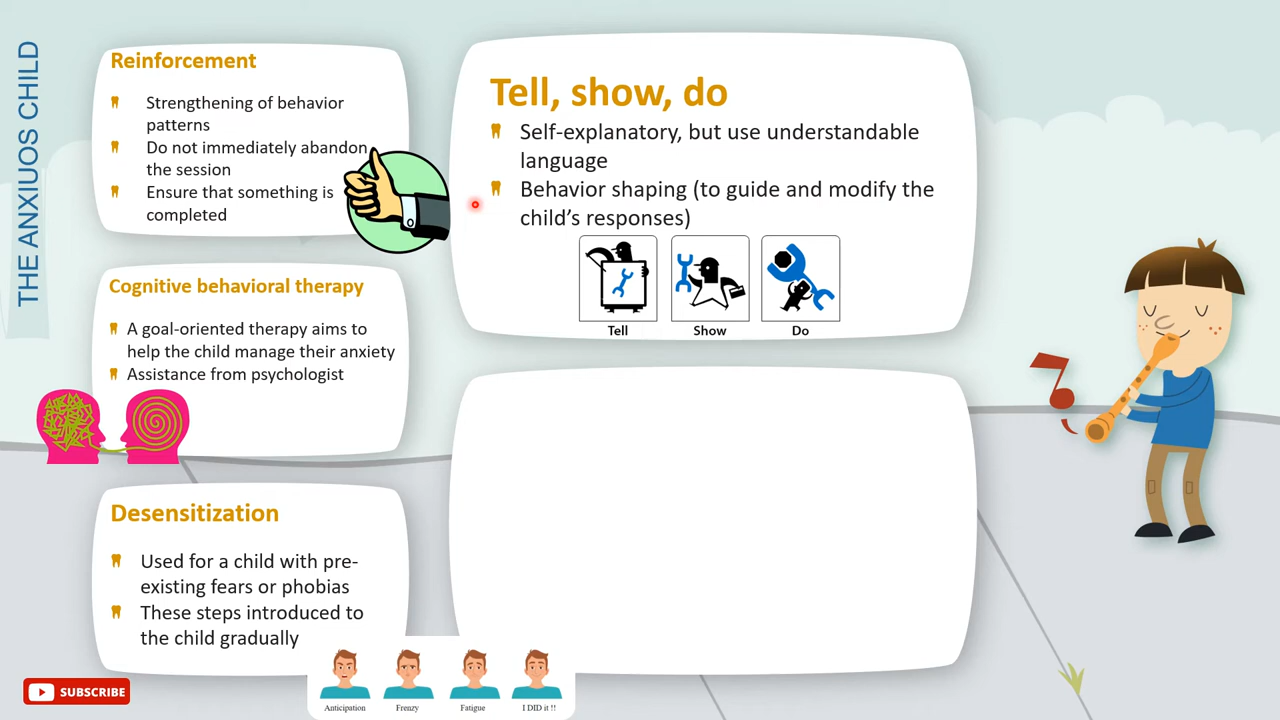 THE ANXIUOS CHILD
Reinforcement
Strengthening of behavior
patterns
Do not immediately abandon
the session
Ensure that something is
completed
Cognitive behavioral therapy
A goal-oriented therapy aims to
help the child manage their anxiety
Assistance from psychologist
Desensitization
Used for a child with pre-
existing fears or phobias
These steps introduced to
the child gradually
Anticipation
Frenzy
Fatigue
I DID it !!
SUBSCRIBE
Tell, show, do
Self-explanatory, but use understandable
language
Behavior shaping (to guide and modify the
child’s responses)
Tell
Show
Do